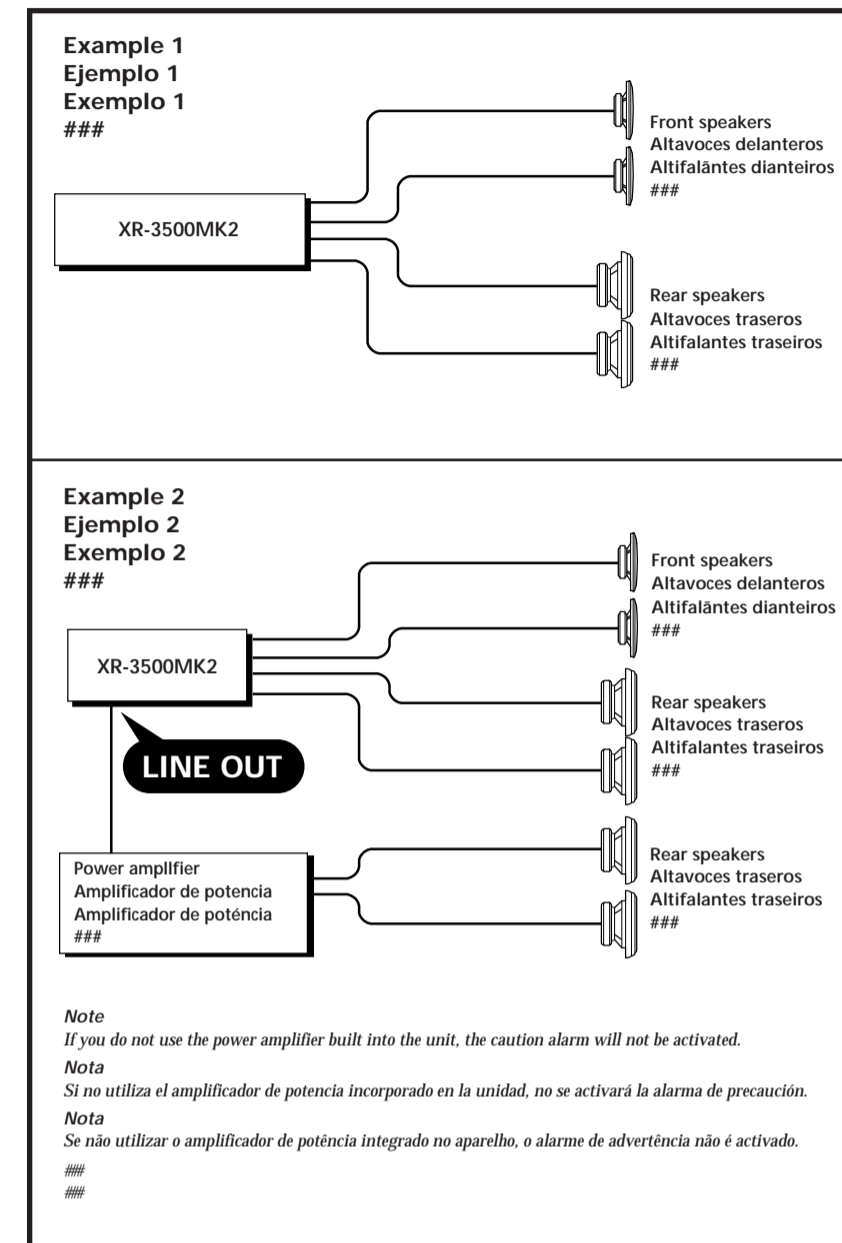 Example 1
Ejemplo 1
Exemplo 1
###
XR-3500MK2
Front speakers
Altavoces delanteros
Altifalãntes dianteiros
###
Rear speakers
Altavoces traseros
Altifalantes traseiros
###
Example 2
Ejemplo 2
Exemplo 2
###
XR-3500MK2
LINE OUT
Front speakers
Altavoces delanteros
Altifalãntes dianteiros
###
Rear speakers
Altavoces traseros
Altifalantes traseiros
###
Power amplIfier
Amplificador de potencia
Amplificador de poténcia
###
Rear speakers
Altavoces traseros
Altifalantes traseiros
###
Note
If you do not use the power amplifier built into the unit, the caution alarm will not be activated.
Nota
Si no utiliza el amplificador de potencia incorporado en la unidad, no se activará la alarma de precaución.
Nota
Se não utilizar o amplificador de potência integrado no aparelho, o alarme de advertência não é activado.
###
###